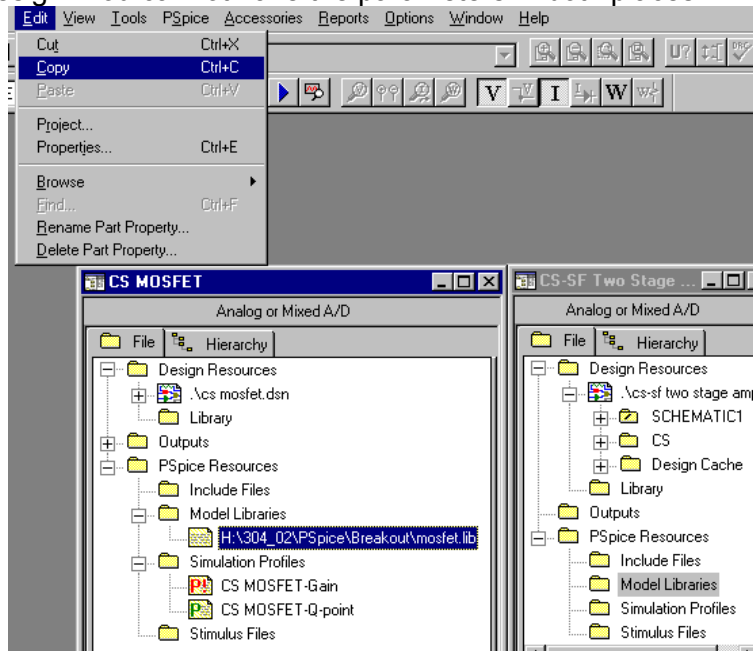 Edit View Tools PSpice Accessories Reports Options Window Help
Cut Ctrl+X
Copy Ctrl+C
Paste Ctrl+V
Project...
Properties... Ctrl+E
Browse
Find... Ctrl+F
Rename Part Property...
Delete Part Property...
U? DRC
V V I I W W
CS MOSFET
Analog or Mixed A/D
File Hierarchy
Design Resources
.\cs mosfet.dsn
Library
Outputs
PSpice Resources
Include Files
Model Libraries
H:\304_02\PSpice\Breakout\mosfet.lib
Simulation Profiles
CS MOSFET-Gain
CS MOSFET-Q-point
Stimulus Files
CS-SF Two Stage ...
Analog or Mixed A/D
File Hierarchy
Design Resources
.\cs-sf two stage am
SCHEMATIC1
CS
Design Cache
Library
Outputs
PSpice Resources
Include Files
Model Libraries
Simulation Profiles
Stimulus Files